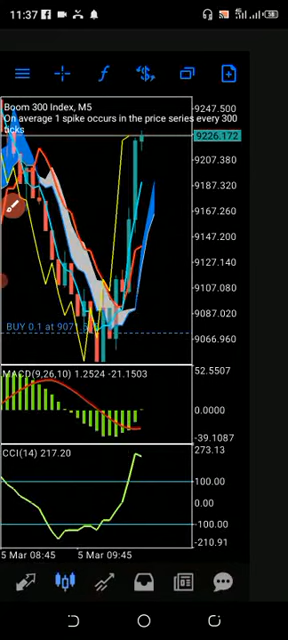 11:37
Boom 300 Index, M5
On average 1 spike occurs in the price series every 300
ticks
9247.500
9226.172
9207.380
9187.320
9167.260
9147.200
9127.140
9107.080
9087.020
BUY 0.1 at 9071.
9066.960
MACD(9,26,10) 1.2524 -21.1503
52.5507
0.0000
-39.1087
CCI(14) 217.20
273.13
100.00
0.00
-100.00
-210.91
5 Mar 08:45
5 Mar 09:45